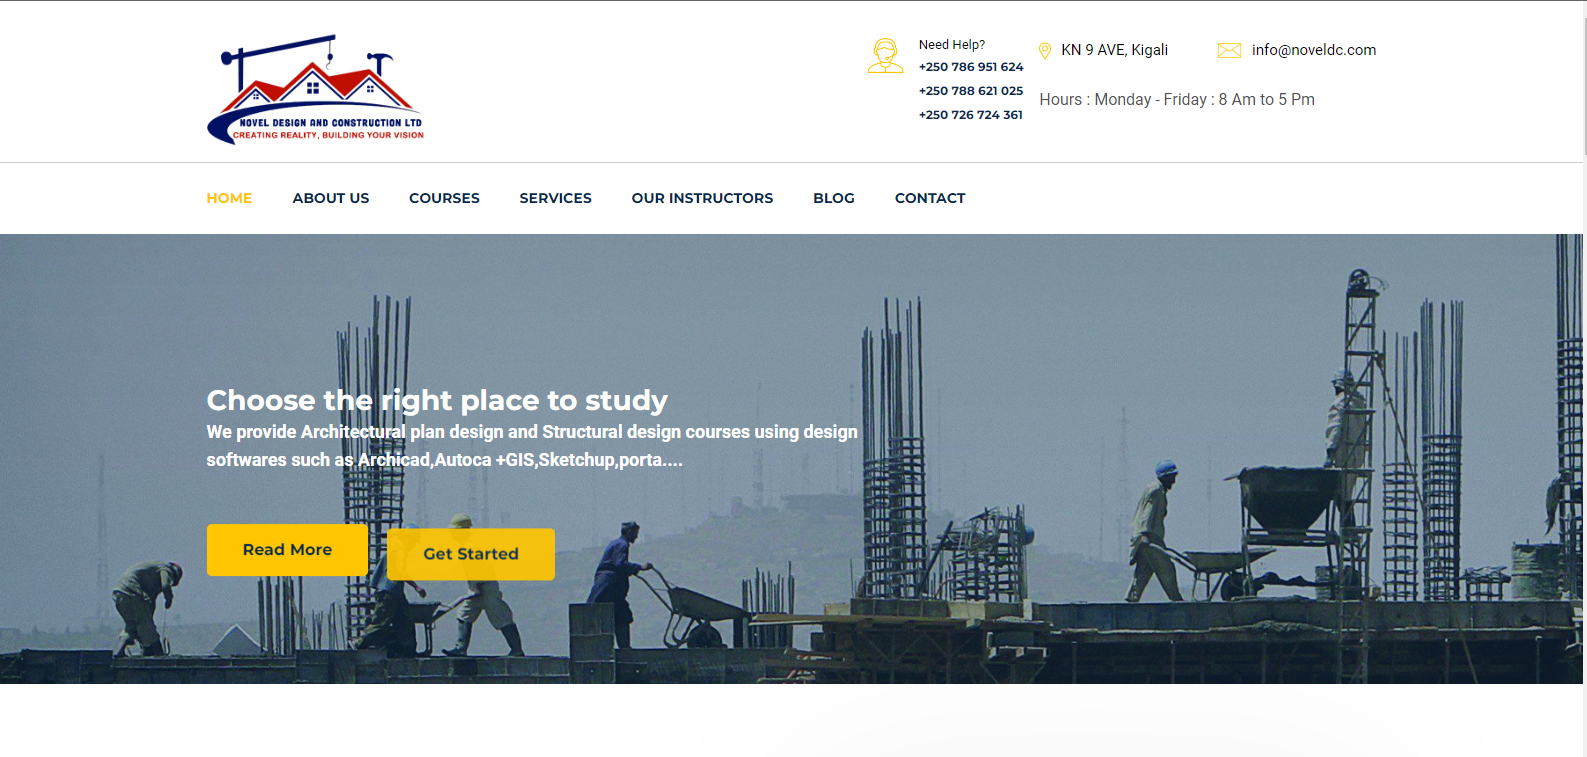 NOVEL DESIGN AND CONSTRUCTION LTD
CREATING REALITY, BUILDING YOUR VISION
Need Help?
+250 786 951 624
+250 788 621 025
+250 726 724 361
KN 9 AVE, Kigali
info@noveldc.com
Hours : Monday - Friday : 8 Am to 5 Pm
HOME ABOUT US COURSES SERVICES OUR INSTRUCTORS BLOG CONTACT
Choose the right place to study
We provide Architectural plan design and Structural design courses using design
softwares such as Archicad,Autoca +GIS,Sketchup,porta....
Read More
Get Started